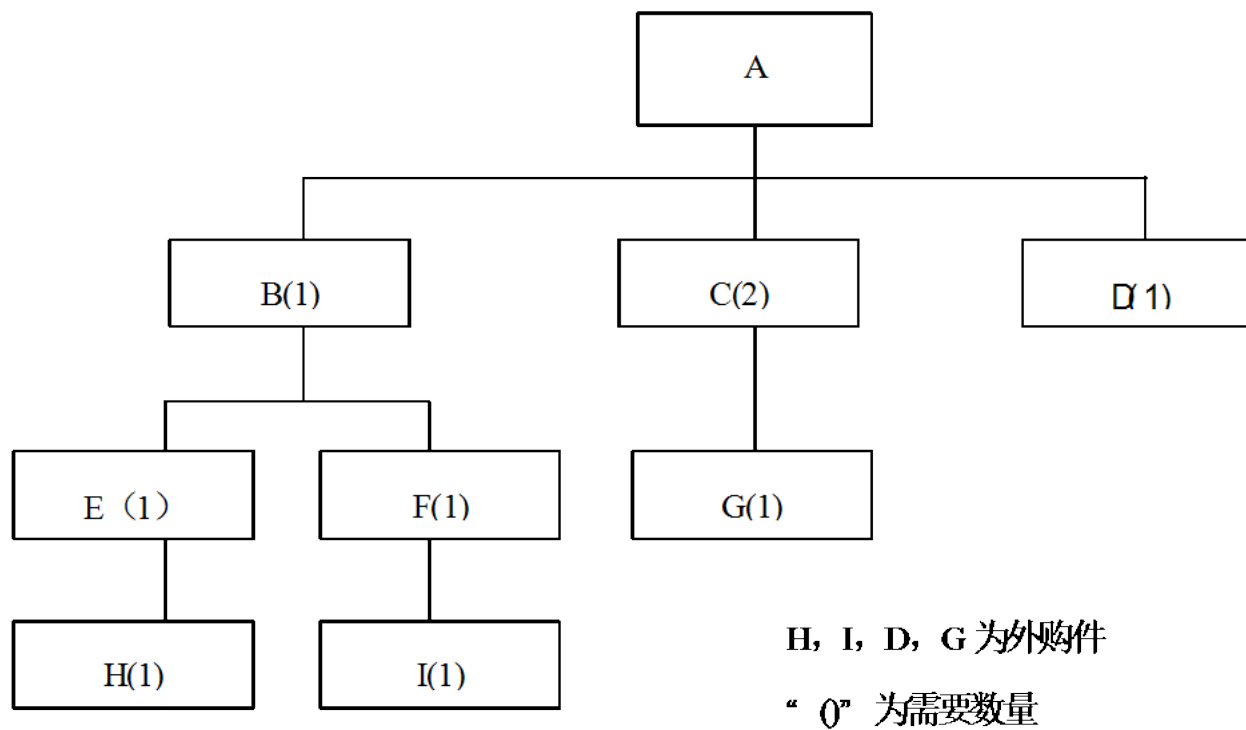 A
B(1)
C(2)
D(1)
E（1）
F(1)
G(1)
H(1)
I(1)
H，I，D，G 为外购件
“ ()” 为需要数量